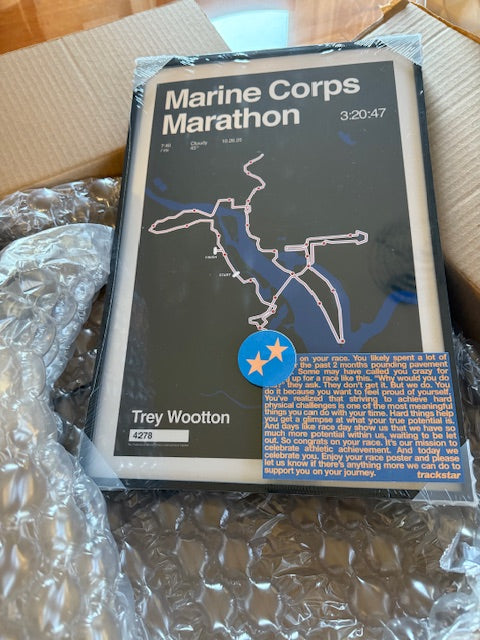 Marine Corps
Marathon
3:20:47
Cloudy
45°
10.26.25
FINISH
START
Trey Wootton
4278
on your race. You likely spent a lot of
the past 2 months pounding pavement
Some may have called you crazy for
up for a race like this. "Why would you do
they ask. They don't get it. But we do. You
do it because you want to feel proud of yourself.
You've realized that striving to achieve hard
physical challenges is one of the most meaningful
things you can do with your time. Hard things help
you get a glimpse at what your true potential is.
And days like race day show us that we have so
much more potential within us, waiting to be let
out. So congrats on your race. It's our mission to
celebrate athletic achievement. And today we
celebrate you. Enjoy your race poster and please
let us know if there's anything more we can do to
support you on your journey.
trackstar